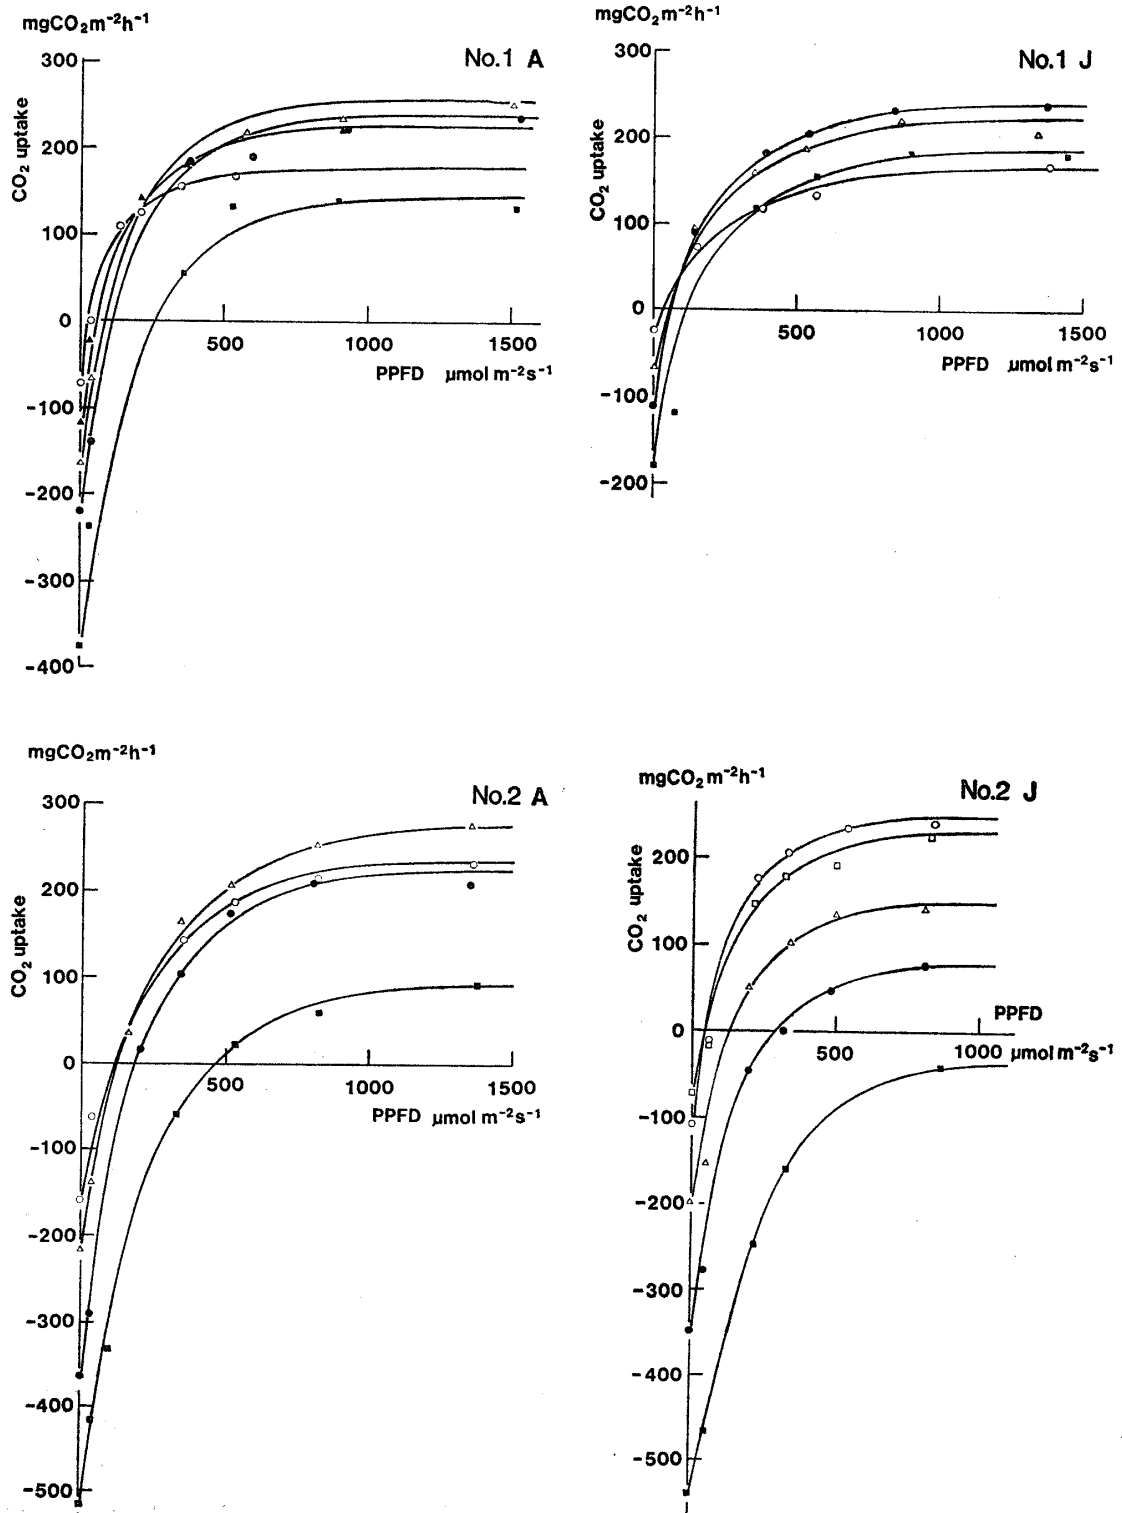 mgCO₂m⁻²h⁻¹
No.1 A
300
200
100
0
-100
-200
-300
-400
CO₂ uptake
500 1000 1500
PPFD µmol m⁻²s⁻¹
mgCO₂m⁻²h⁻¹
No.1 J
300
200
100
0
-100
-200
CO₂ uptake
500 1000 1500
PPFD µmol m⁻²s⁻¹
mgCO₂m⁻²h⁻¹
No.2 A
300
200
100
0
-100
-200
-300
-400
-500
CO₂ uptake
500 1000 1500
PPFD µmol m⁻²s⁻¹
mgCO₂m⁻²h⁻¹
No.2 J
200
100
0
-100
-200
-300
-400
-500
CO₂ uptake
PPFD
500 1000 µmol m⁻²s⁻¹